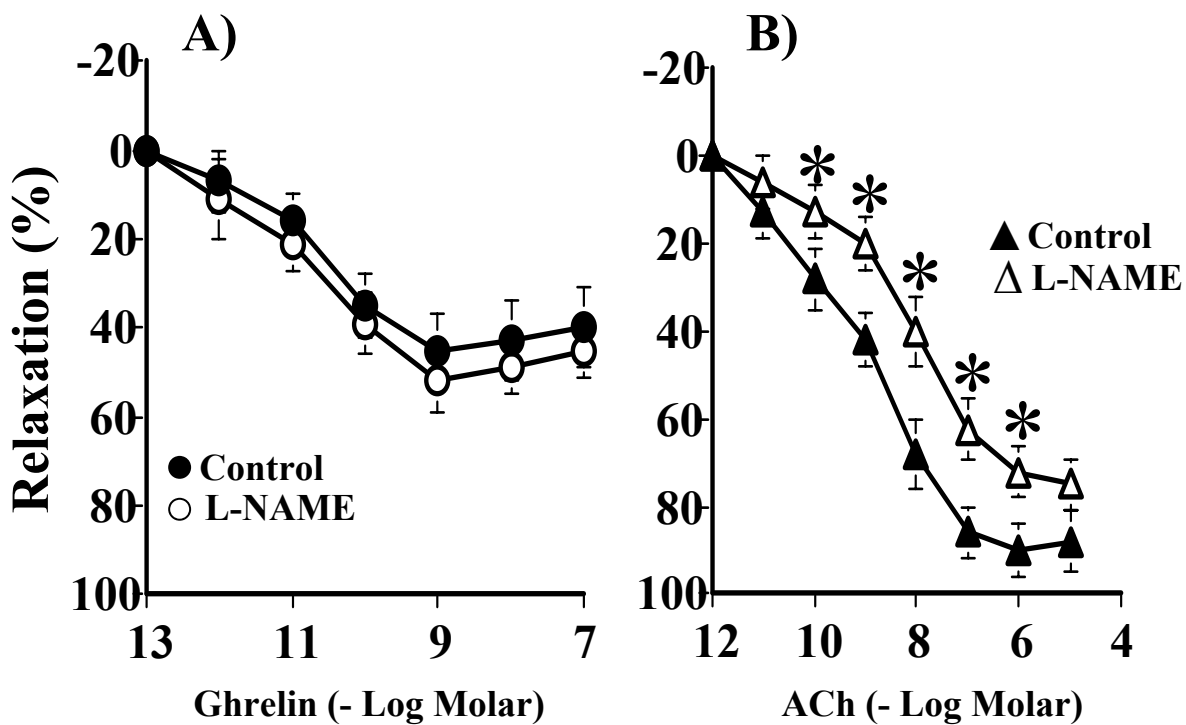 A)
-20
0
20
40
60
80
100
13 11 9 7
Relaxation (%)
Control
L-NAME
Ghrelin (- Log Molar)
B)
-20
0
20
40
60
80
100
12 10 8 6 4
* * * * *
Control
L-NAME
ACh (- Log Molar)